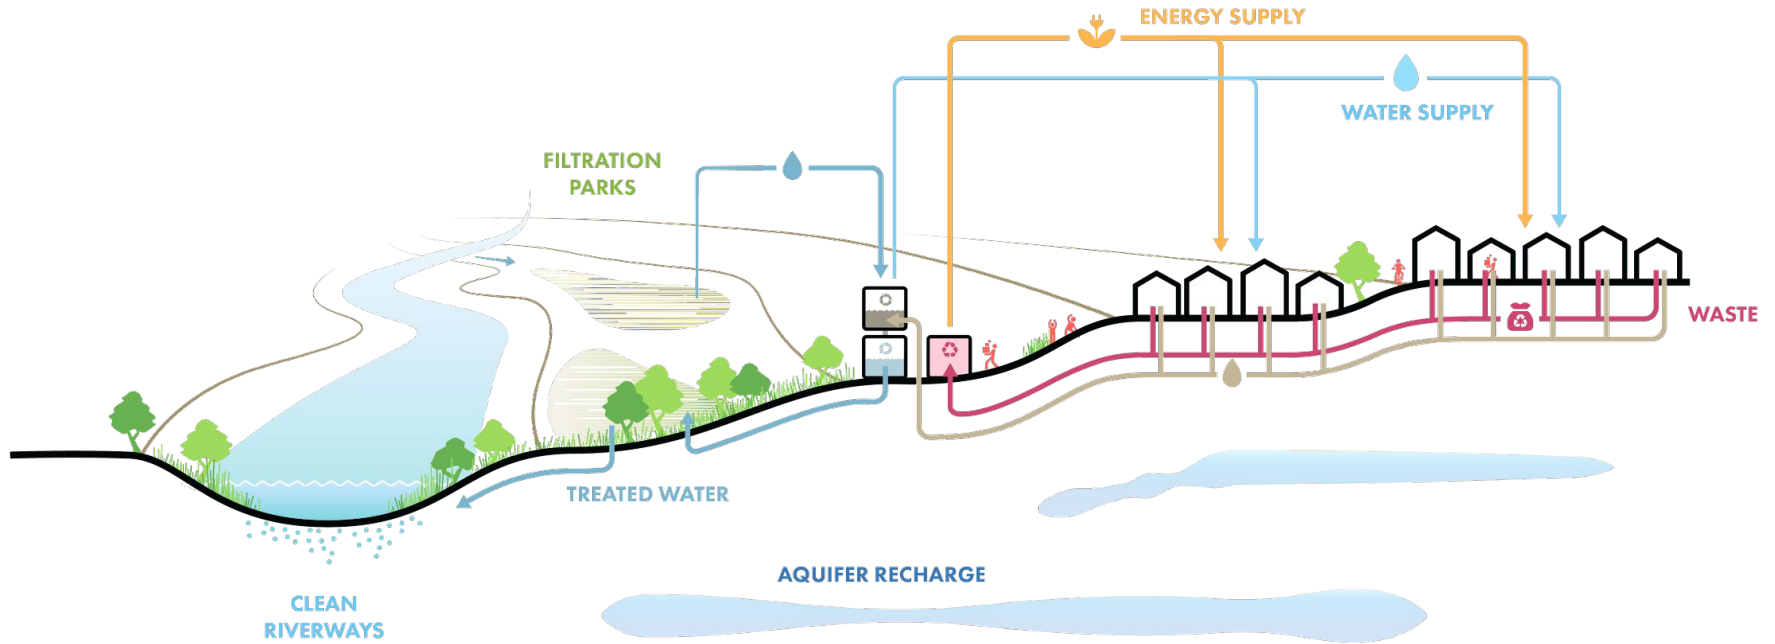 ENERGY SUPPLY
WATER SUPPLY
FILTRATION
PARKS
WASTE
TREATED WATER
AQUIFER RECHARGE
CLEAN
RIVERWAYS